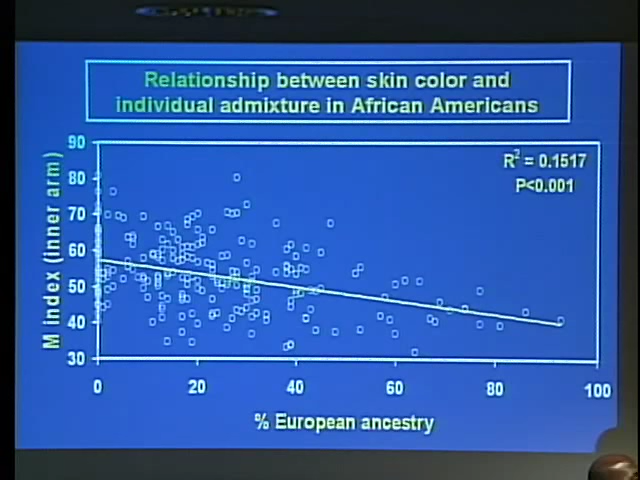 Relationship between skin color and
individual admixture in African Americans
R² = 0.1517
P<0.001
M index (inner arm)
90
80
70
60
50
40
30
0 20 40 60 80 100
% European ancestry